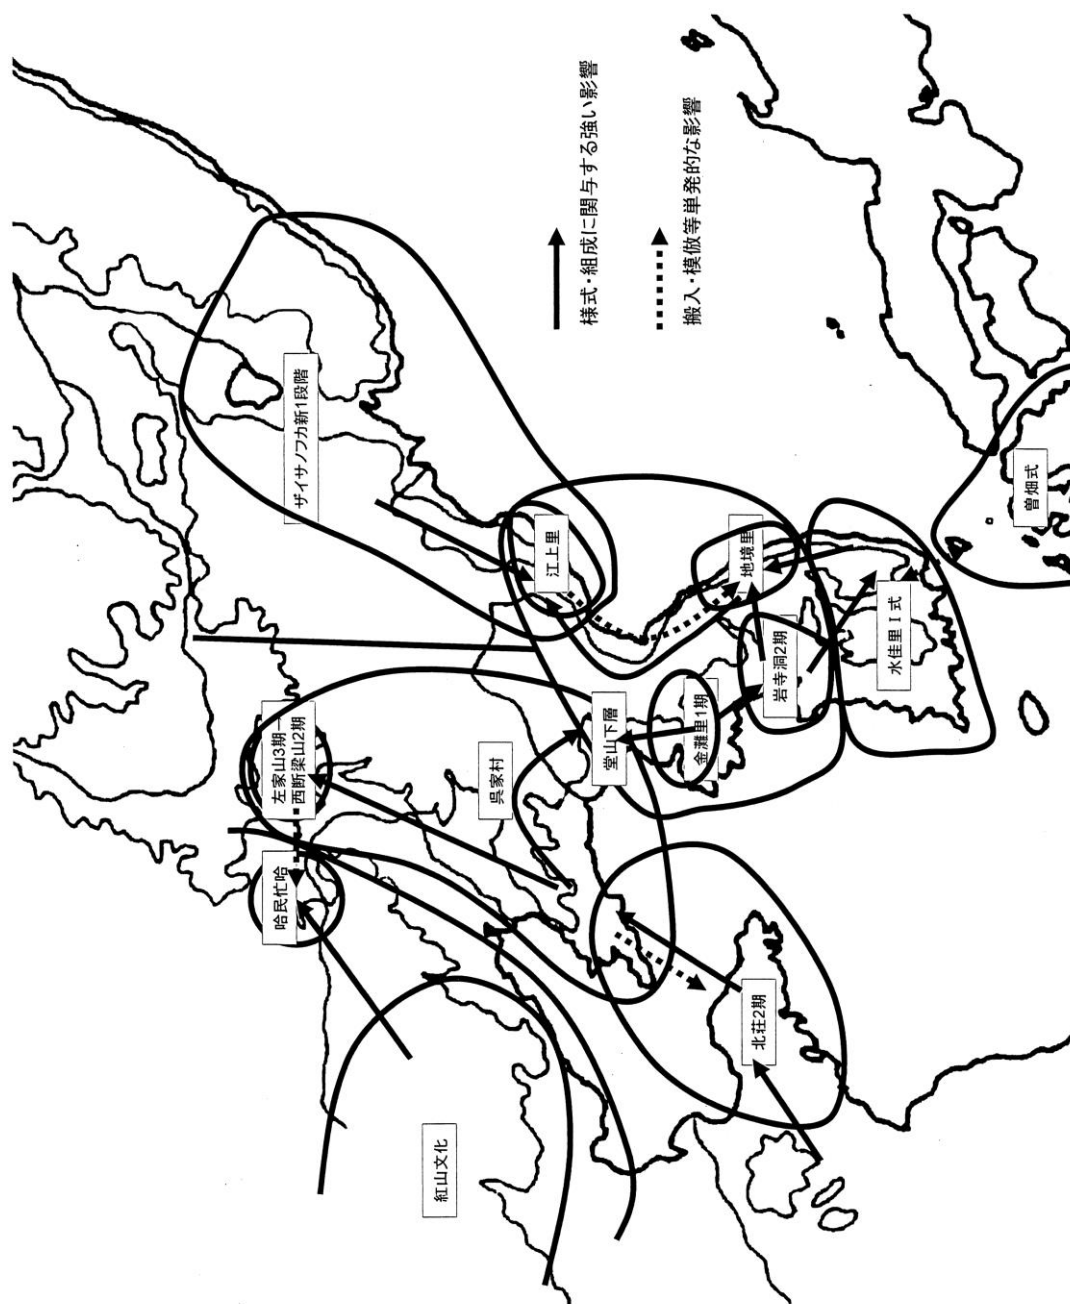 紅山文化
哈民忙哈
左家山3期・
西断梁山2期
ザイサノフカ新1段階
呉家村
江上里
堂山下層
金灘里1期
岩寺洞2期
地境里
北荘2期
水佳里Ⅰ式
曽畑式
様式・組成に関与する強い影響
搬入・模倣等単発的な影響